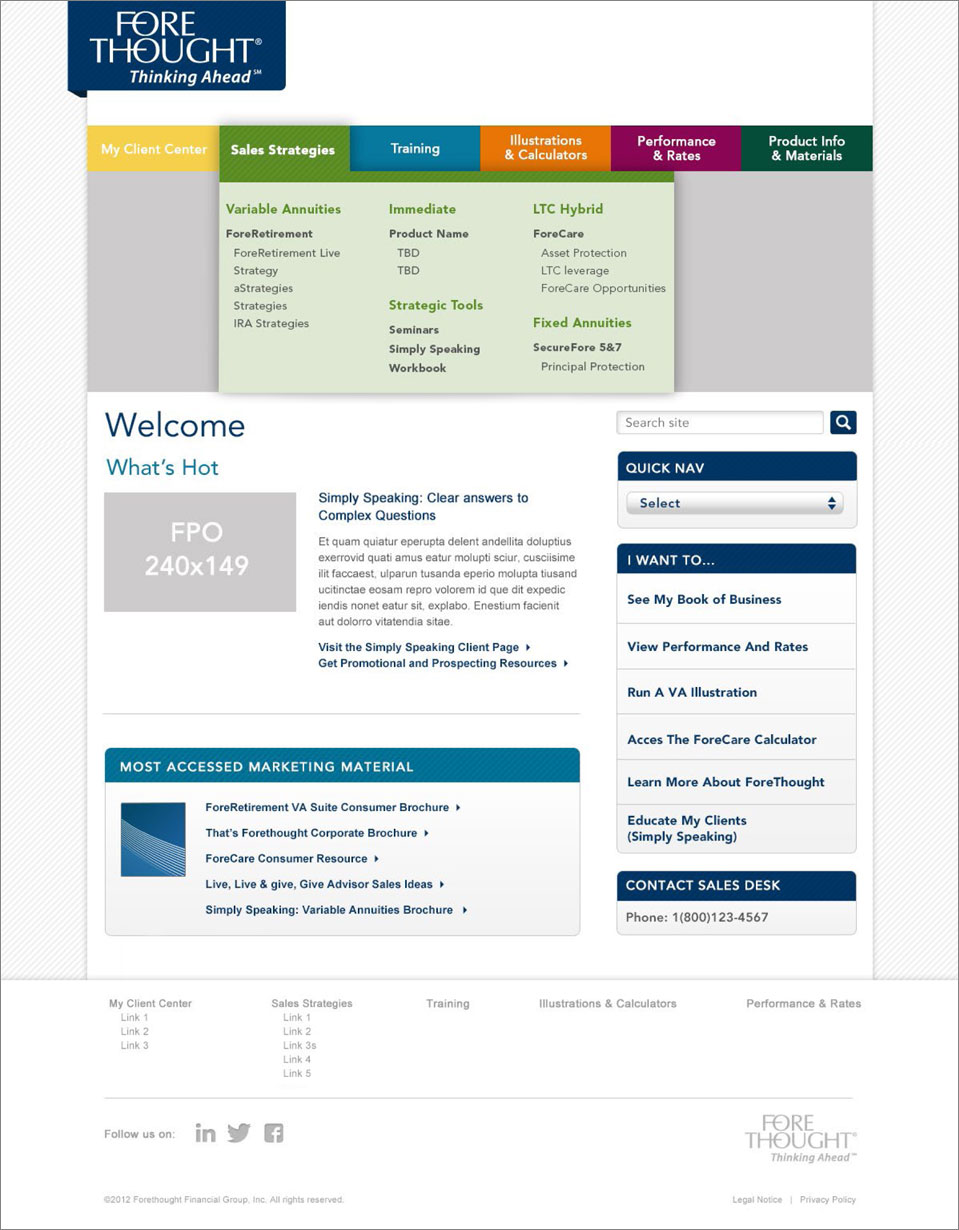 FORE
THOUGHT®
Thinking Ahead℠
My Client Center
Sales Strategies
Training
Illustrations
& Calculators
Performance
& Rates
Product Info
& Materials
Variable Annuities
ForeRetirement
ForeRetirement Live
Strategy
aStrategies
Strategies
IRA Strategies
Immediate
Product Name
TBD
TBD
Strategic Tools
Seminars
Simply Speaking
Workbook
LTC Hybrid
ForeCare
Asset Protection
LTC leverage
ForeCare Opportunities
Fixed Annuities
SecureFore 5&7
Principal Protection
Welcome
What's Hot
FPO
240x149
Simply Speaking: Clear answers to
Complex Questions
Et quam quiatur eperupta delent andellita doluptius
exerrovid quati amus eatur molupti sciur, cusciisime
ilit faccaest, ulparun tusanda eperio molupta tiusand
ucitinctae eosam repro volorem id que dit expedic
iendis nonet eatur sit, explabo. Enestium facienit
aut dolorro vitatendia sitae.
Visit the Simply Speaking Client Page
Get Promotional and Prospecting Resources
MOST ACCESSED MARKETING MATERIAL
ForeRetirement VA Suite Consumer Brochure
That's Forethought Corporate Brochure
ForeCare Consumer Resource
Live, Live & give, Give Advisor Sales Ideas
Simply Speaking: Variable Annuities Brochure
Search site
QUICK NAV
Select
I WANT TO...
See My Book of Business
View Performance And Rates
Run A VA Illustration
Acces The ForeCare Calculator
Learn More About ForeThought
Educate My Clients
(Simply Speaking)
CONTACT SALES DESK
Phone: 1(800)123-4567
My Client Center
Link 1
Link 2
Link 3
Sales Strategies
Link 1
Link 2
Link 3s
Link 4
Link 5
Training
Illustrations & Calculators
Performance & Rates
Follow us on:
FORE
THOUGHT®
Thinking Ahead℠
©2012 Forethought Financial Group, Inc. All rights reserved.
Legal Notice | Privacy Policy